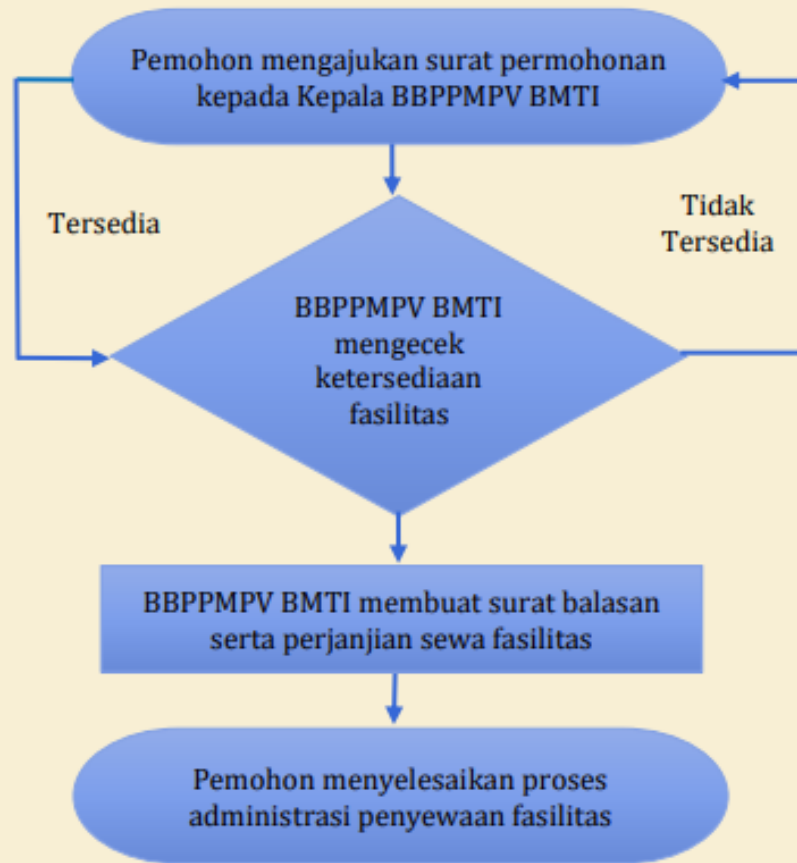 Pemohon mengajukan surat permohonan
kepada Kepala BBPPMPV BMTI
Tersedia
Tidak
Tersedia
BBPPMPV BMTI
mengecek
ketersediaan
fasilitas
BBPPMPV BMTI membuat surat balasan
serta perjanjian sewa fasilitas
Pemohon menyelesaikan proses
administrasi penyewaan fasilitas